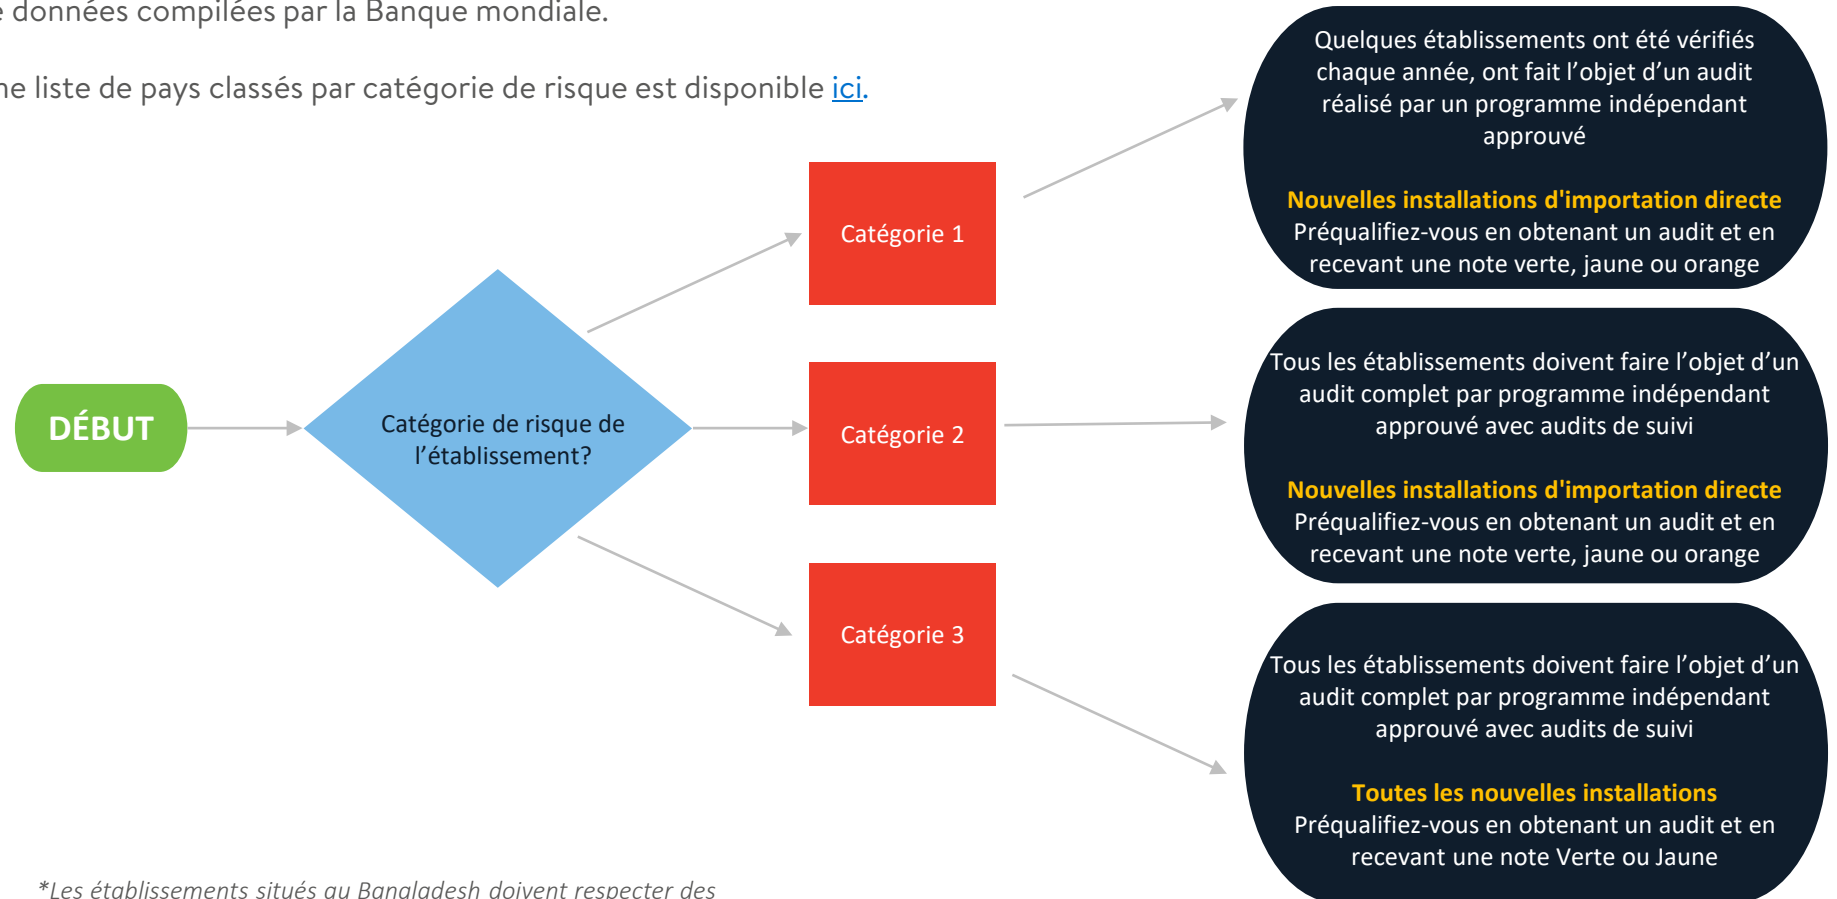 données compilées par la Banque mondiale.
liste de pays classés par catégorie de risque est disponible ici.
DÉBUT
Catégorie de risque de
l’établissement?
Catégorie 1
Catégorie 2
Catégorie 3
Quelques établissements ont été vérifiés
chaque année, ont fait l’objet d’un audit
réalisé par un programme indépendant
approuvé
Nouvelles installations d'importation directe
Préqualifiez-vous en obtenant un audit et en
recevant une note verte, jaune ou orange
Tous les établissements doivent faire l’objet d’un
audit complet par programme indépendant
approuvé avec audits de suivi
Nouvelles installations d'importation directe
Préqualifiez-vous en obtenant un audit et en
recevant une note verte, jaune ou orange
Tous les établissements doivent faire l’objet d’un
audit complet par programme indépendant
approuvé avec audits de suivi
Toutes les nouvelles installations
Préqualifiez-vous en obtenant un audit et en
recevant une note Verte ou Jaune
*Les établissements situés au Bangladesh doivent respecter des